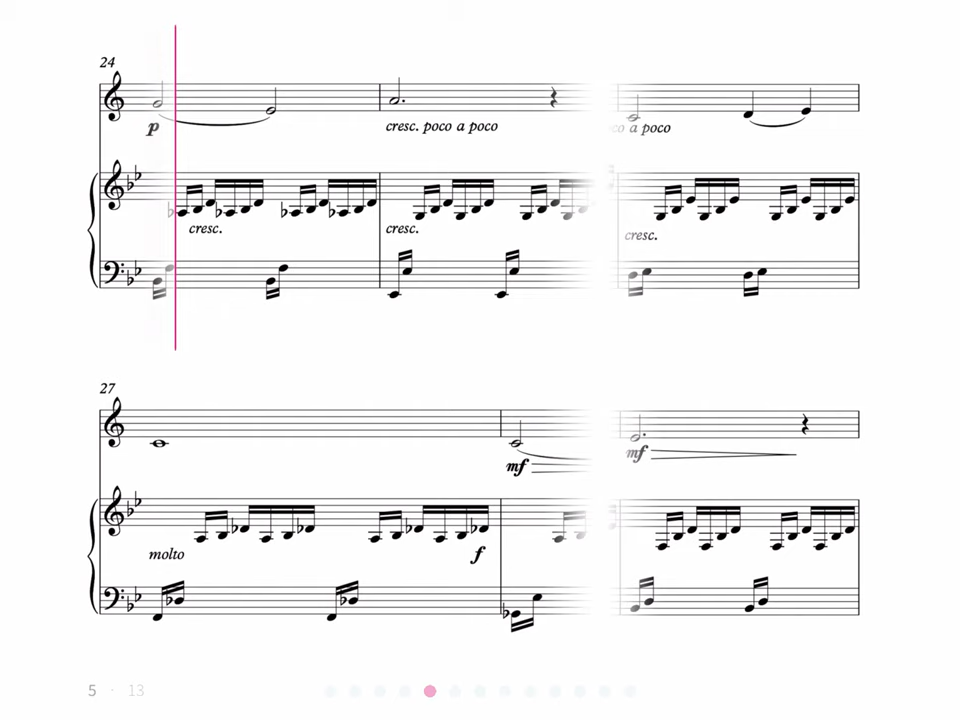 24
p
cresc. poco a poco
co a poco
cresc.
cresc.
cresc.
27
mf
mf
molto
f
5 · 13